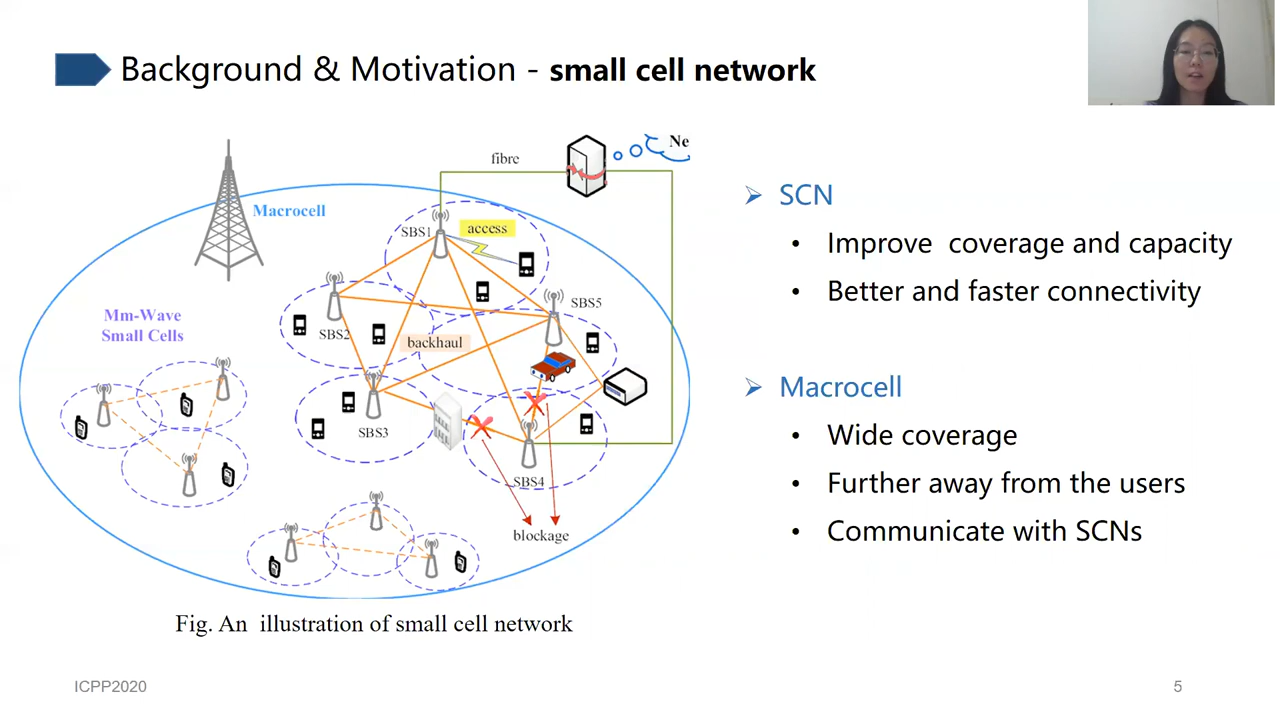 Background & Motivation - small cell network
Ne
fibre
Macrocell
SBS1
access
SBS5
Mm-Wave
Small Cells
SBS2
backhaul
SBS3
SBS4
blockage
Fig. An illustration of small cell network
➢ SCN
• Improve coverage and capacity
• Better and faster connectivity
➢ Macrocell
• Wide coverage
• Further away from the users
• Communicate with SCNs
ICPP2020
5